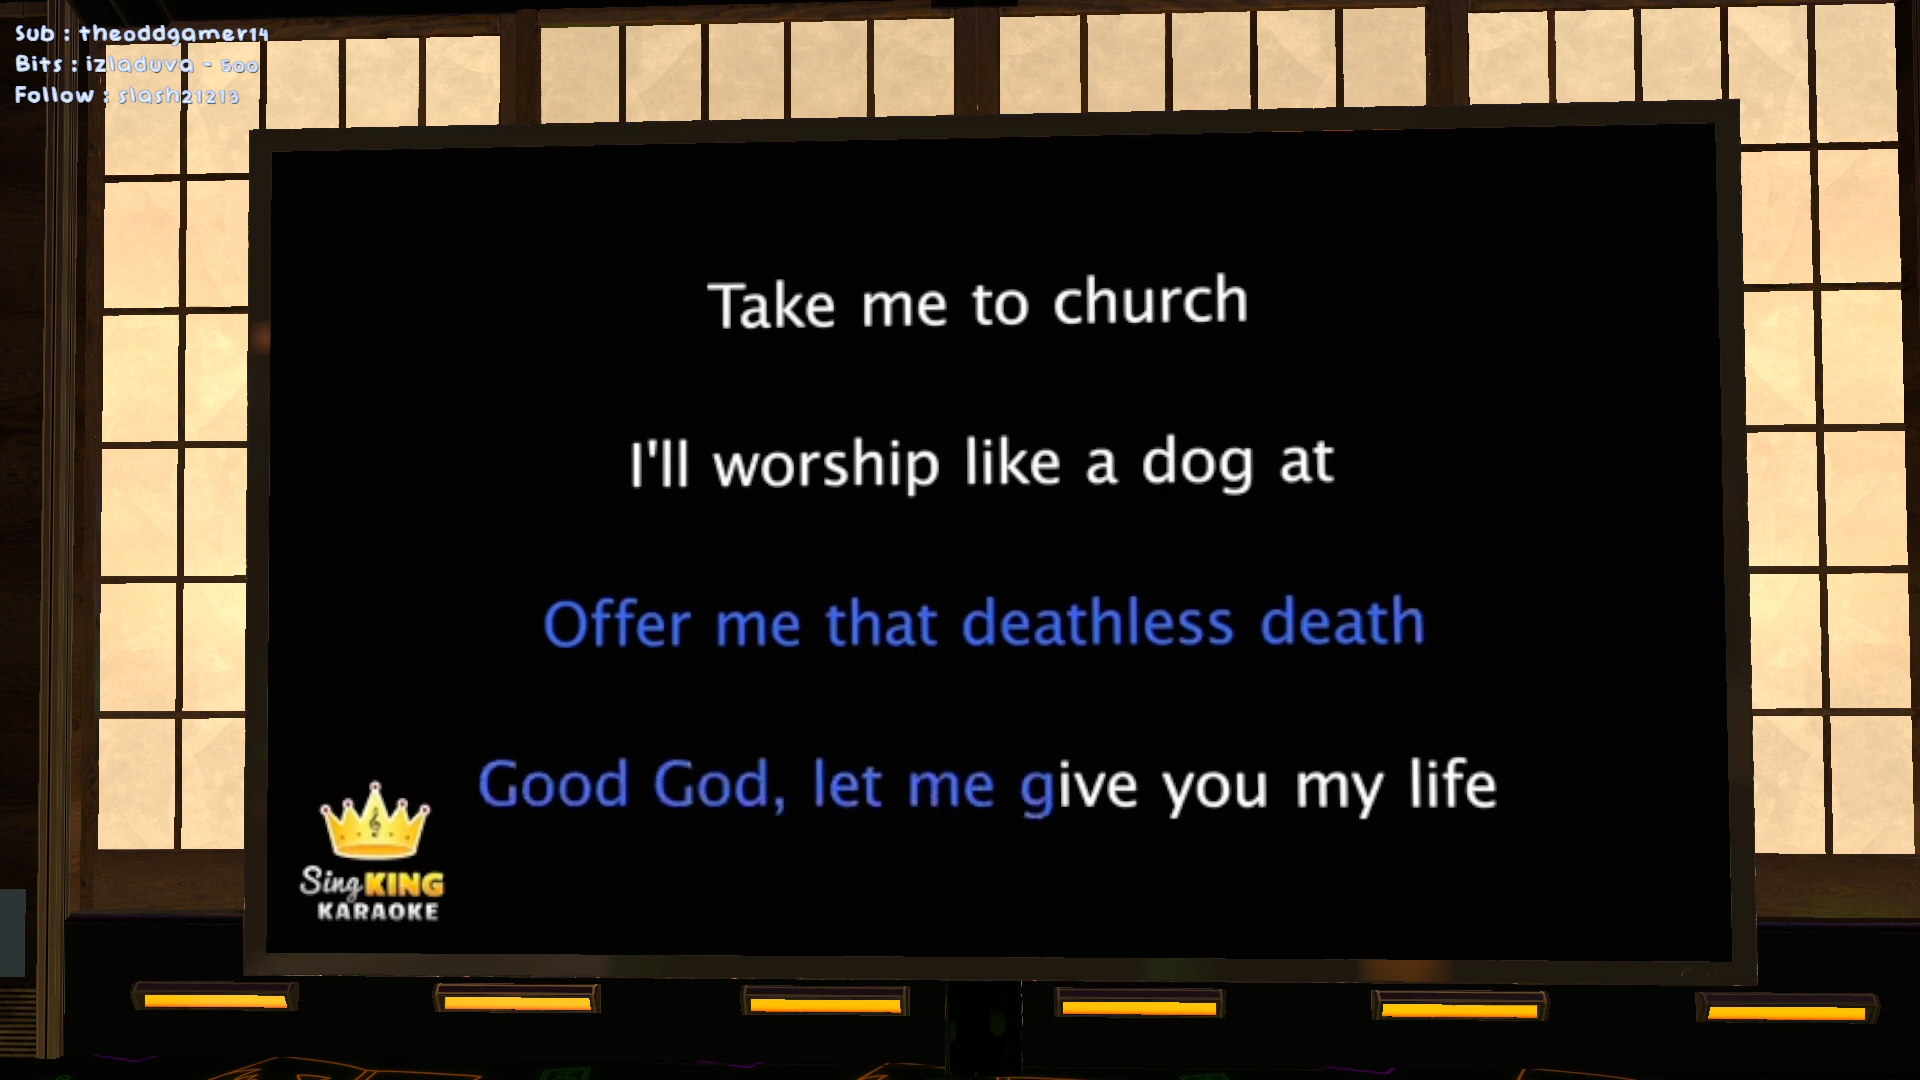 Sub : theoddgamer14
Bits : izladuva - 500
Follow : slash21213
Take me to church
I'll worship like a dog at
Offer me that deathless death
Good God, let me give you my life
Sing KING
KARAOKE